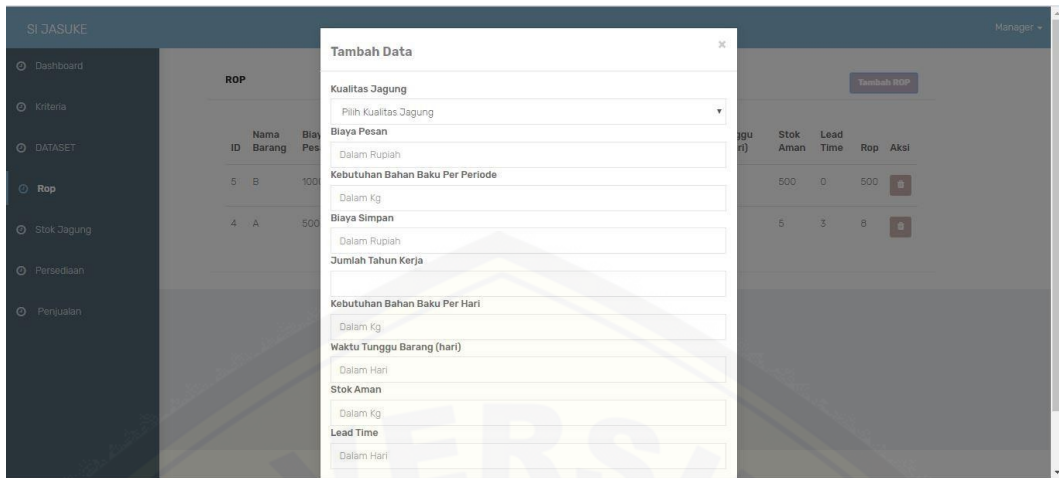 SI JASUKE
Manager
Dashboard
Kriteria
DATASET
Rop
Stok Jagung
Persediaan
Penjualan
ROP
Tambah ROP
ID Nama Barang Stok Aman Lead Time Rop Aksi
5 B 500 0 500
4 A 500 5 3 8
Tambah Data
×
Kualitas Jagung
Pilih Kualitas Jagung
Biaya Pesan
Dalam Rupiah
Kebutuhan Bahan Baku Per Periode
Dalam Kg
Biaya Simpan
Dalam Rupiah
Jumlah Tahun Kerja
Kebutuhan Bahan Baku Per Hari
Dalam Kg
Waktu Tunggu Barang (hari)
Dalam Hari
Stok Aman
Dalam Kg
Lead Time
Dalam Hari